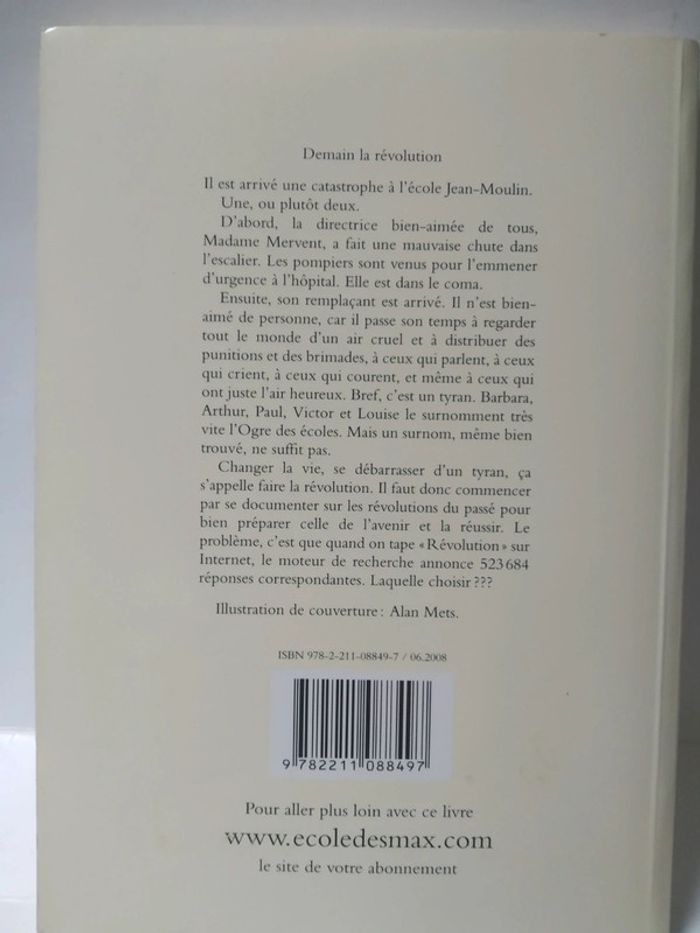 Demain la révolution
Il est arrivé une catastrophe à l'école Jean-Moulin.
Une, ou plutôt deux.
D'abord, la directrice bien-aimée de tous,
Madame Mervent, a fait une mauvaise chute dans
l'escalier. Les pompiers sont venus pour l'emmener
d'urgence à l'hôpital. Elle est dans le coma.
Ensuite, son remplaçant est arrivé. Il n'est bien-
aimé de personne, car il passe son temps à regarder
tout le monde d'un air cruel et à distribuer des
punitions et des brimades, à ceux qui parlent, à ceux
qui crient, à ceux qui courent, et même à ceux qui
ont juste l'air heureux. Bref, c'est un tyran. Barbara,
Arthur, Paul, Victor et Louise le surnomment très
vite l'Ogre des écoles. Mais un surnom, même bien
trouvé, ne suffit pas.
Changer la vie, se débarrasser d'un tyran, ça
s'appelle faire la révolution. Il faut donc commencer
par se documenter sur les révolutions du passé pour
bien préparer celle de l'avenir et la réussir. Le
problème, c'est que quand on tape «Révolution» sur
Internet, le moteur de recherche annonce 523 684
réponses correspondantes. Laquelle choisir ???
Illustration de couverture : Alan Mets.
ISBN 978-2-211-08849-7 / 06.2008
9 782211 088497
Pour aller plus loin avec ce livre
www.ecoledesmax.com
le site de votre abonnement